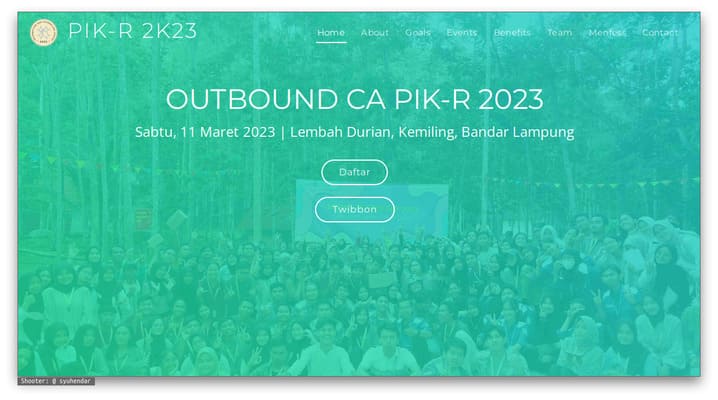 PIK-R 2K23
Home About Goals Events Benefits Team Menfess Contact
OUTBOUND CA PIK-R 2023
Sabtu, 11 Maret 2023 | Lembah Durian, Kemiling, Bandar Lampung
Daftar
Twibbon
Shooter: @ syuhendar